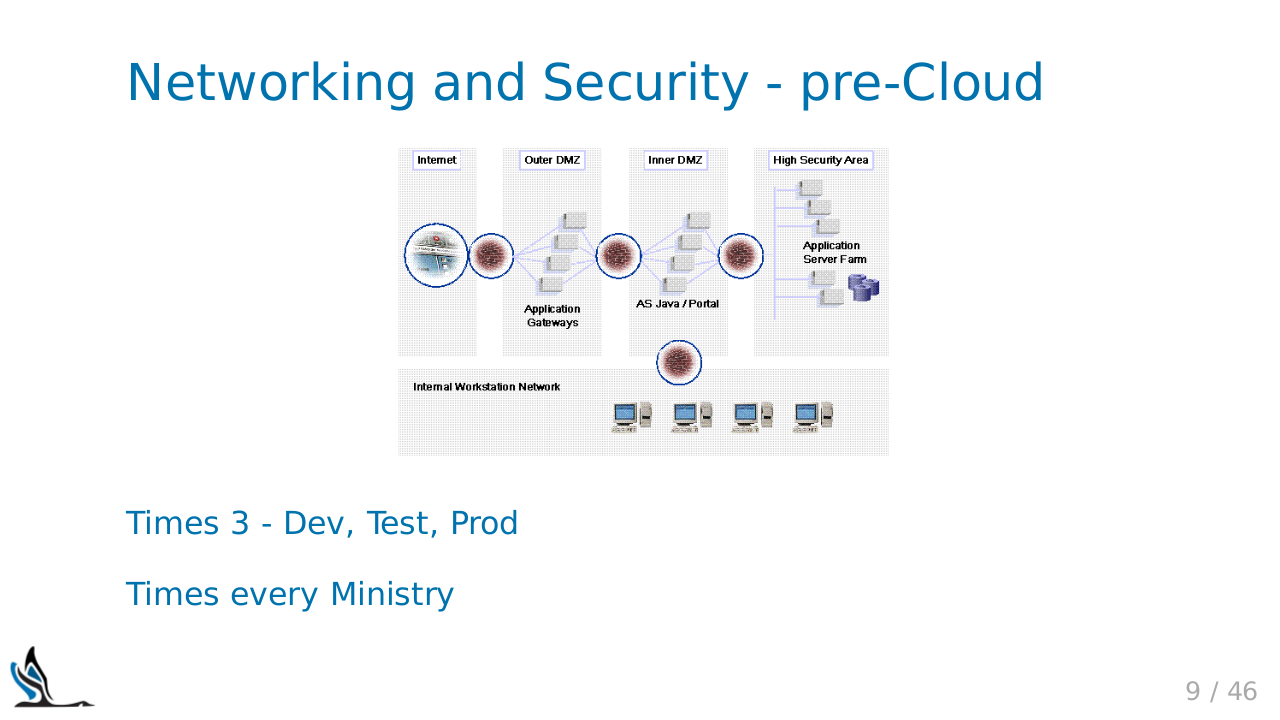 Networking and Security - pre-Cloud
Internet
Outer DMZ
Inner DMZ
High Security Area
Application
Server Farm
Application
Gateways
AS Java / Portal
Internal Workstation Network
Times 3 - Dev, Test, Prod
Times every Ministry
9 / 46